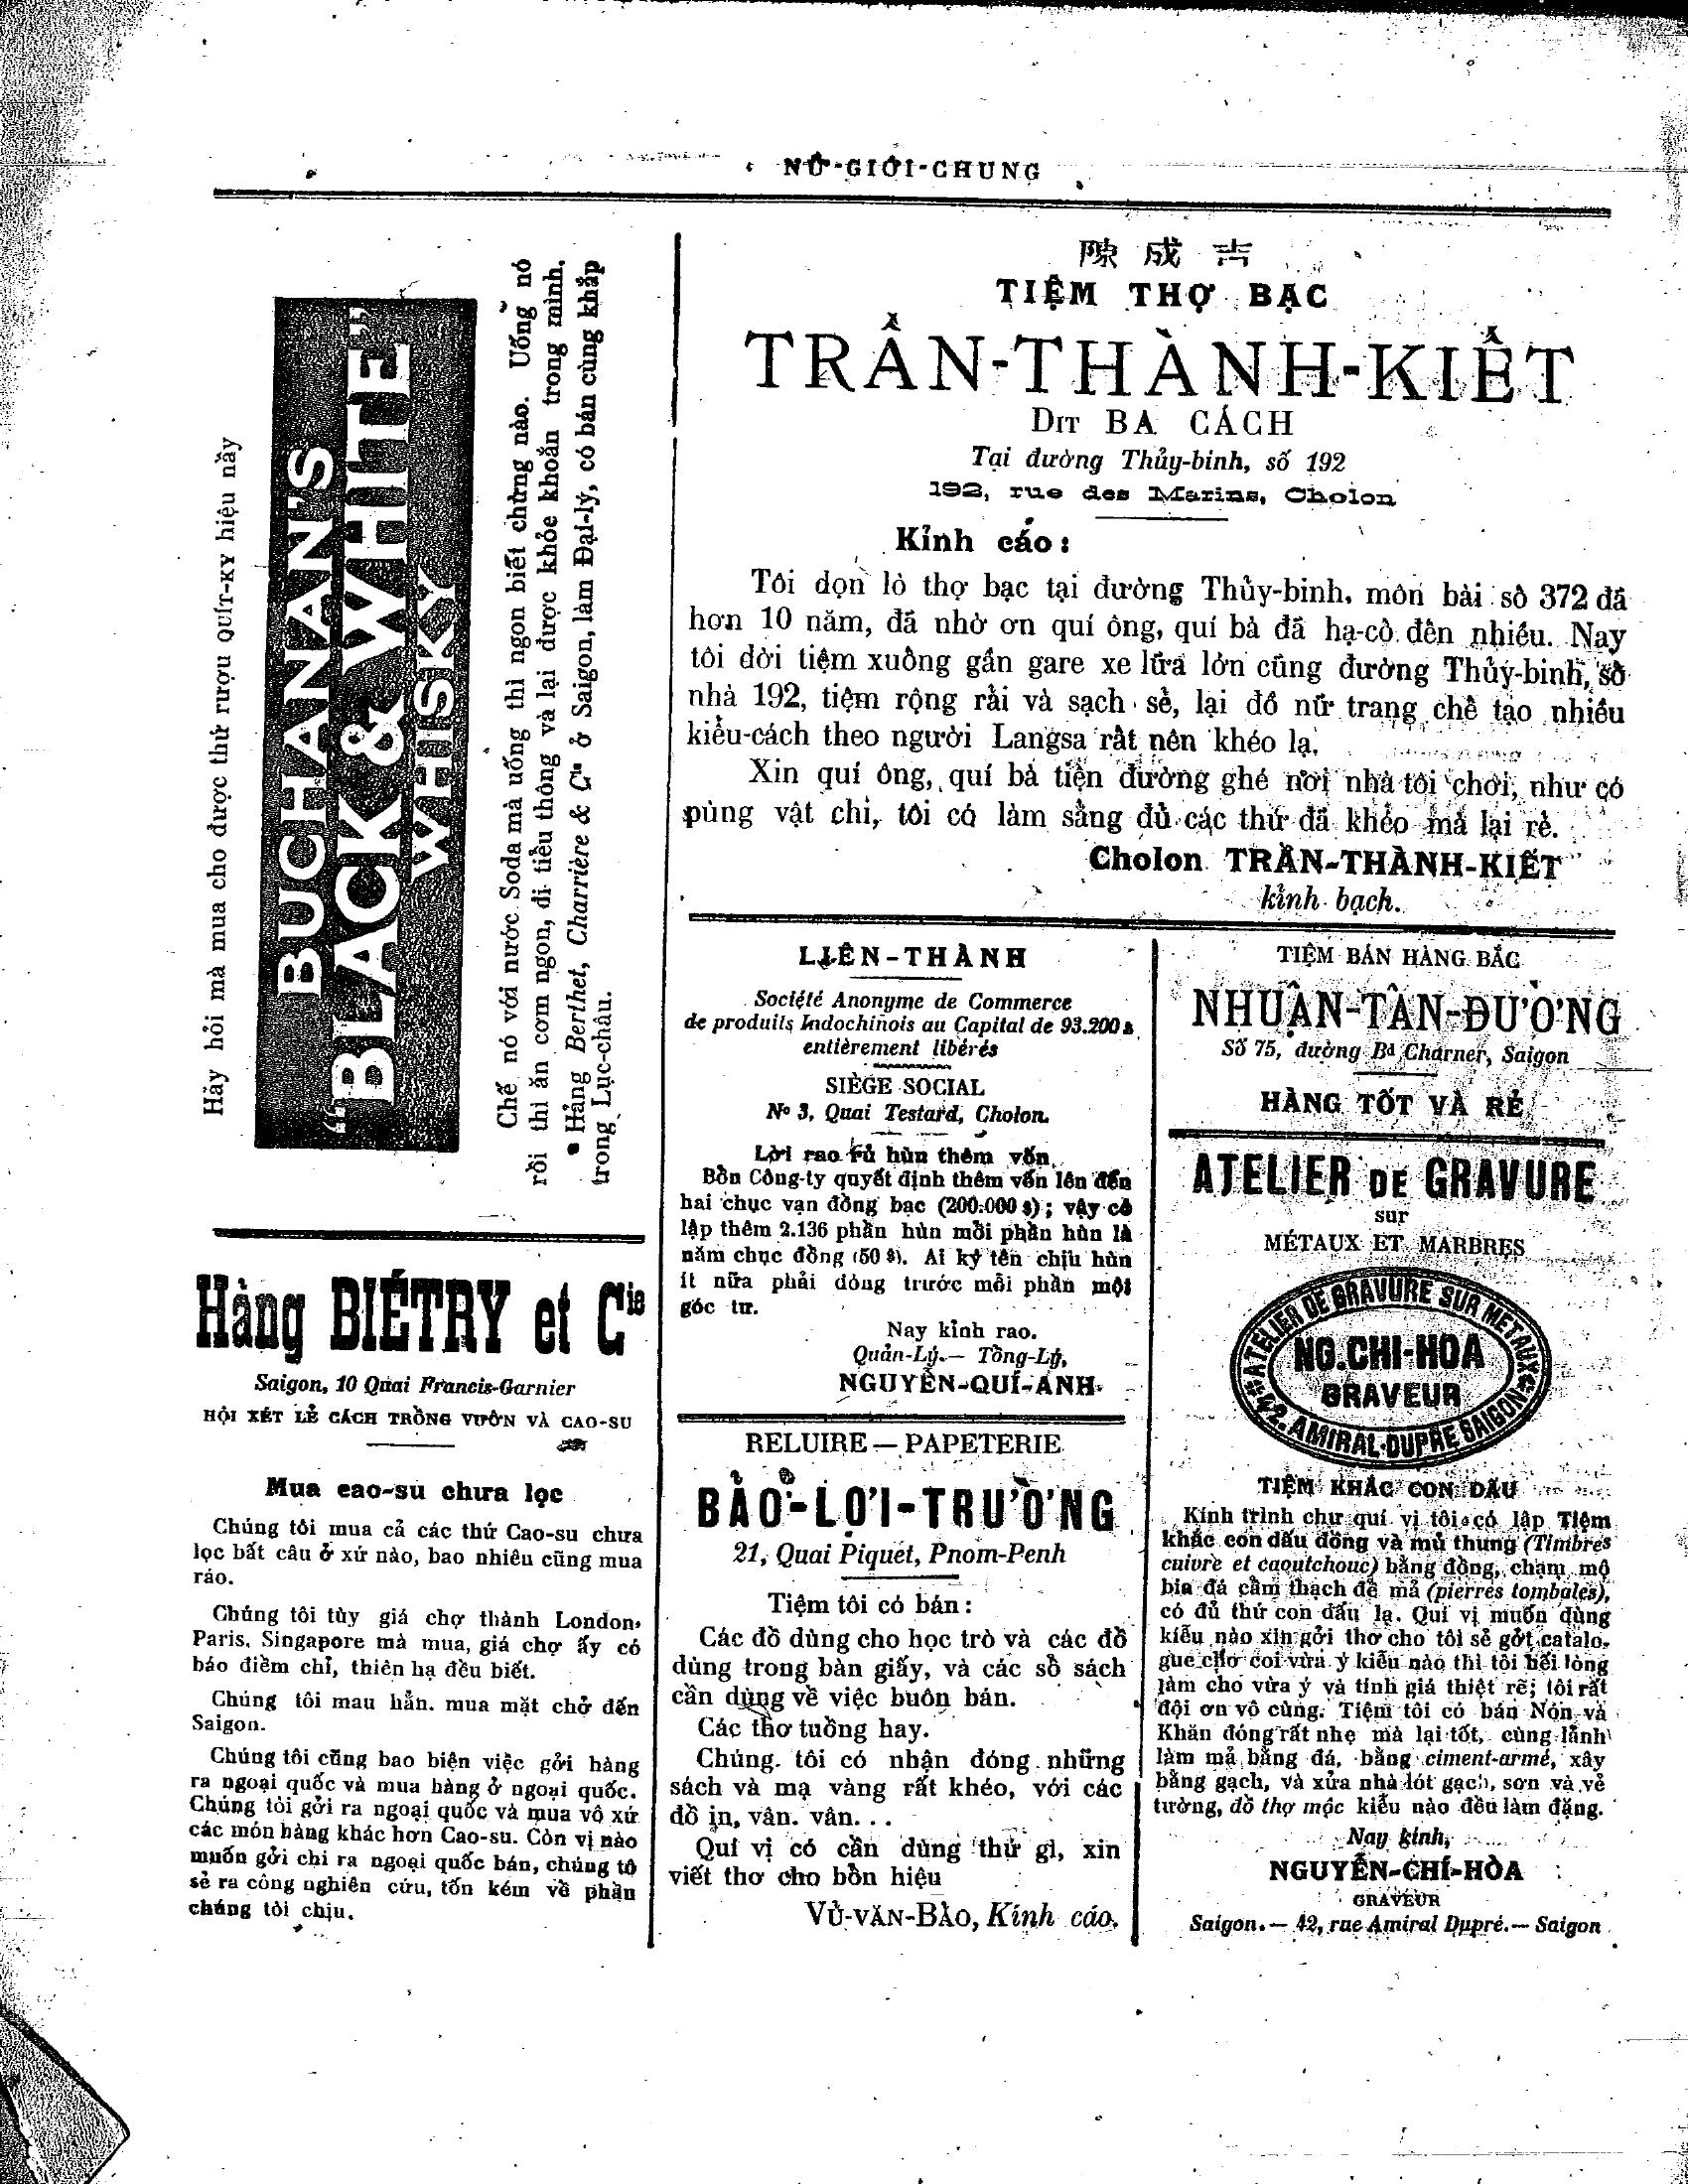 NỮ-GIỚI-CHUNG
Hãy hỏi mà mua cho được thứ rượu QUÍT-KY hiệu nầy
BUCHANAN'S
"BLACK & WHITE"
WHISKY
Chế nó với nước Soda mà uống thì ngon biết chừng nào. Uống nó
rồi thì ăn cơm ngon, đi tiểu thông và lại được khỏe khoắn trong mình.
Hảng Berthet, Charrière & Cie ở Saigon, làm Đại-lý, có bán cùng khắp
trong Lục-châu.
Hàng BIÉTRY et Cie
Saigon, 10 Quai Francis-Garnier
HỘI XÉT LẺ CÁCH TRỒNG VƯỜN VÀ CAO-SU
Mua cao-su chưa lọc
Chúng tôi mua cả các thứ Cao-su chưa
lọc bất câu ở xứ nào, bao nhiêu cũng mua
ráo.
Chúng tôi tùy giá chợ thành London,
Paris, Singapore mà mua, giá chợ ấy có
báo điềm chỉ, thiên hạ đều biết.
Chúng tôi mau hẳn. mua mặt chở đến
Saigon.
Chúng tôi cũng bao biện việc gởi hàng
ra ngoại quốc và mua hàng ở ngoại quốc.
Chúng tôi gởi ra ngoại quốc và mua vô xứ
các món hàng khác hơn Cao-su. Còn vị nào
muốn gởi chi ra ngoại quốc bán, chúng tô
sẻ ra công nghiên cứu, tốn kém về phần
chúng tôi chịu.
陳 成 吉
TIỆM THỢ BẠC
TRẦN-THÀNH-KIẾT
DIT BA CÁCH
Tại đường Thủy-binh, số 192
192, rue des Marins, Cholon
Kỉnh cáo:
Tôi dọn lò thợ bạc tại đường Thủy-binh, môn bài số 372 đã
hơn 10 năm, đã nhờ ơn quí ông, quí bà đã hạ-cố đến nhiều. Nay
tôi dời tiệm xuống gần gare xe lữa lớn cũng đường Thủy-binh, số
nhà 192, tiệm rộng rải và sạch sẻ, lại đồ nữ trang chế tạo nhiều
kiểu-cách theo người Langsa rất nên khéo lạ.
Xin quí ông, quí bà tiện đường ghé nơi nhà tôi chơi, như có
pùng vật chi, tôi có làm sẳng đủ các thứ đã khéo mà lại rẻ.
Cholon TRẦN-THÀNH-KIẾT
kỉnh bạch.
LIÊN-THÀNH
Société Anonyme de Commerce
de produits Indochinois au Capital de 93.200 $
entièrement libérés
SIÈGE SOCIAL
No 3, Quai Testard, Cholon.
Lời rao rủ hùn thêm vốn
Bổn Công-ty quyết định thêm vốn lên đến
hai chục vạn đồng bạc (200.000 $); vậy có
lập thêm 2.136 phần hùn mỗi phần hùn là
năm chục đồng (50 $). Ai ký tên chịu hùn
ít nữa phải đóng trước mỗi phần một
góc tư.
Nay kỉnh rao.
Quản-Lý.— Tổng-Lý,
NGUYỄN-QUÍ-ANH
RELUIRE — PAPETERIE
BẢO-LỢI-TRƯỜNG
21, Quai Piquet, Pnom-Penh
Tiệm tôi có bán:
Các đồ dùng cho học trò và các đồ
dùng trong bàn giấy, và các sổ sách
cần dùng về việc buôn bán.
Các thơ tuồng hay.
Chúng tôi có nhận đóng những
sách và mạ vàng rất khéo, với các
đồ in, vân. vân...
Quí vị có cần dùng thứ gì, xin
viết thơ cho bổn hiệu
VỦ-VĂN-BẢO, Kính cáo.
TIỆM BÁN HÀNG BẮC
NHUẬN-TÂN-ĐƯỜNG
Số 75, đường Bd Charner, Saigon
HÀNG TỐT VÀ RẺ
ATELIER DE GRAVURE
sur
MÉTAUX ET MARBRES
ATELIER DE GRAVURE SUR METAUX
NG.CHI-HOA
GRAVEUR
42. AMIRAL-DUPRE SAIGON
TIỆM KHẮC CON DẤU
Kính trình chư quí vị tôi có lập Tiệm
khắc con dấu đồng và mủ thung (Timbres
cuivre et caoutchouc) bằng đồng, chạm mộ
bia đá cẩm thạch để mả (pierres tombales),
có đủ thứ con dấu lạ. Quí vị muốn dùng
kiểu nào xin gởi thơ cho tôi sẻ gởi catalo-
gue cho coi vừa ý kiểu nào thì tôi hết lòng
làm cho vừa ý và tính giá thiệt rẽ; tôi rất
đội ơn vô cùng. Tiệm tôi có bán Nón và
Khăn đóng rất nhẹ mà lại tốt, cùng lảnh
làm mả bằng đá, bằng ciment-armé, xây
bằng gạch, và xửa nhà lót gạch, sơn và vẻ
tường, đồ thợ mộc kiểu nào đều làm đặng.
Nay kính,
NGUYỄN-CHÍ-HÒA
GRAVEUR
Saigon.— 42, rue Amiral Dupré.— Saigon